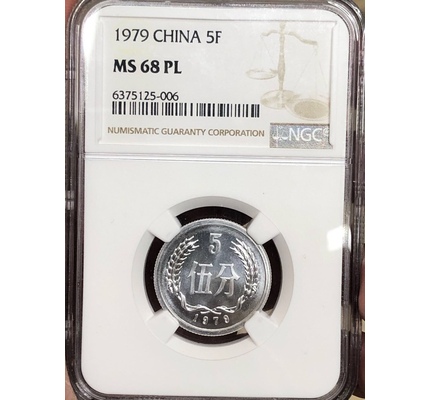 1979 CHINA 5F
MS 68 PL
6375125-006
NUMISMATIC GUARANTY CORPORATION
NGC
5
伍分
1979